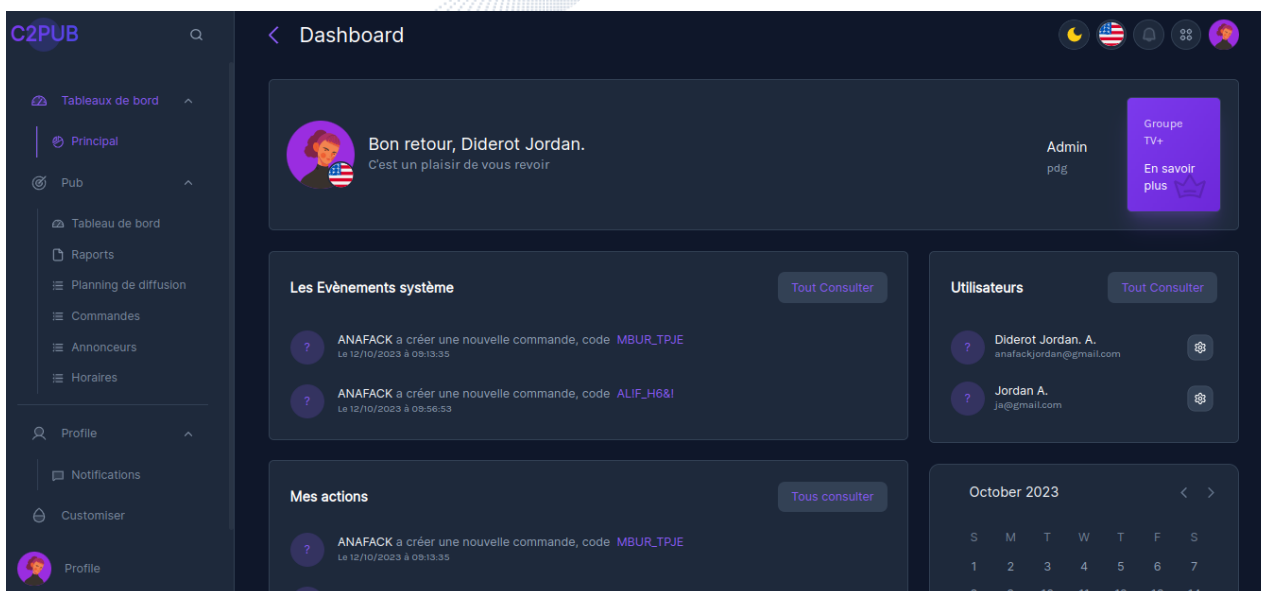 C2PUB
Tableaux de bord
Principal
Pub
Tableau de bord
Raports
Planning de diffusion
Commandes
Annonceurs
Horaires
Profile
Notifications
Customiser
Profile
Dashboard
Bon retour, Diderot Jordan.
C'est un plaisir de vous revoir
Admin
pdg
Groupe
TV+
En savoir
plus
Les Evènements système
Tout Consulter
? ANAFACK a créer une nouvelle commande, code MBUR_TPJE
Le 12/10/2023 à 09:13:35
? ANAFACK a créer une nouvelle commande, code AL!F_H6&!
Le 12/10/2023 à 09:56:53
Utilisateurs
Tout Consulter
? Diderot Jordan. A.
anafackjordan@gmail.com
? Jordan A.
ja@gmail.com
Mes actions
Tous consulter
? ANAFACK a créer une nouvelle commande, code MBUR_TPJE
Le 12/10/2023 à 09:13:35
October 2023
S M T W T F S
1 2 3 4 5 6 7